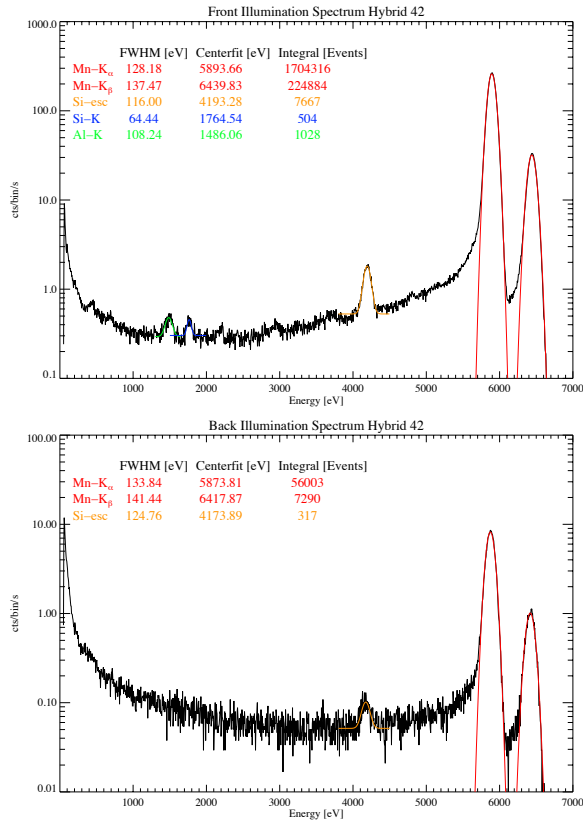 Front Illumination Spectrum Hybrid 42
1000.0
FWHM [eV] Centerfit [eV] Integral [Events]
Mn−Kα 128.18 5893.66 1704316
Mn−Kβ 137.47 6439.83 224884
Si−esc 116.00 4193.28 7667
Si−K 64.44 1764.54 504
Al−K 108.24 1486.06 1028
100.0
10.0
1.0
0.1
cts/bin/s
1000 2000 3000 4000 5000 6000 7000
Energy [eV]
Back Illumination Spectrum Hybrid 42
100.00
FWHM [eV] Centerfit [eV] Integral [Events]
Mn−Kα 133.84 5873.81 56003
Mn−Kβ 141.44 6417.87 7290
Si−esc 124.76 4173.89 317
10.00
1.00
0.10
0.01
cts/bin/s
1000 2000 3000 4000 5000 6000 7000
Energy [eV]